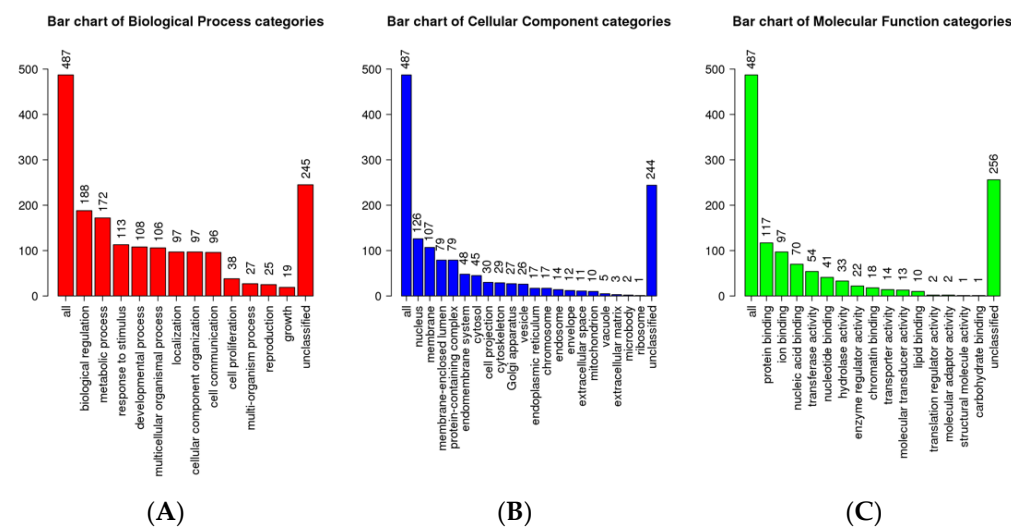 Bar chart of Biological Process categories
500
400
300
200
100
0
487
188
172
113
108
106
97
97
96
38
27
25
19
245
all
biological regulation
metabolic process
response to stimulus
developmental process
multicellular organismal process
localization
cellular component organization
cell communication
cell proliferation
multi-organism process
reproduction
growth
unclassified
(A)
Bar chart of Cellular Component categories
500
400
300
200
100
0
487
126
107
79
79
48
45
30
29
27
26
17
17
14
12
11
10
5
3
2
1
244
all
nucleus
membrane
membrane-enclosed lumen
protein-containing complex
endomembrane system
cytosol
cell projection
cytoskeleton
Golgi apparatus
vesicle
endoplasmic reticulum
chromosome
endosome
envelope
extracellular space
mitochondron
vacuole
extracellular matrix
microbody
ribosome
unclassified
(B)
Bar chart of Molecular Function categories
500
400
300
200
100
0
487
117
97
70
54
41
33
22
18
14
13
10
2
2
1
1
256
all
protein binding
ion binding
nucleic acid binding
transferase activity
nucleotide binding
hydrolase activity
enzyme regulator activity
chromatin binding
transporter activity
molecular transducer activity
lipid binding
translation regulator activity
molecular adaptor activity
structural molecule activity
carbohydrate binding
unclassified
(C)